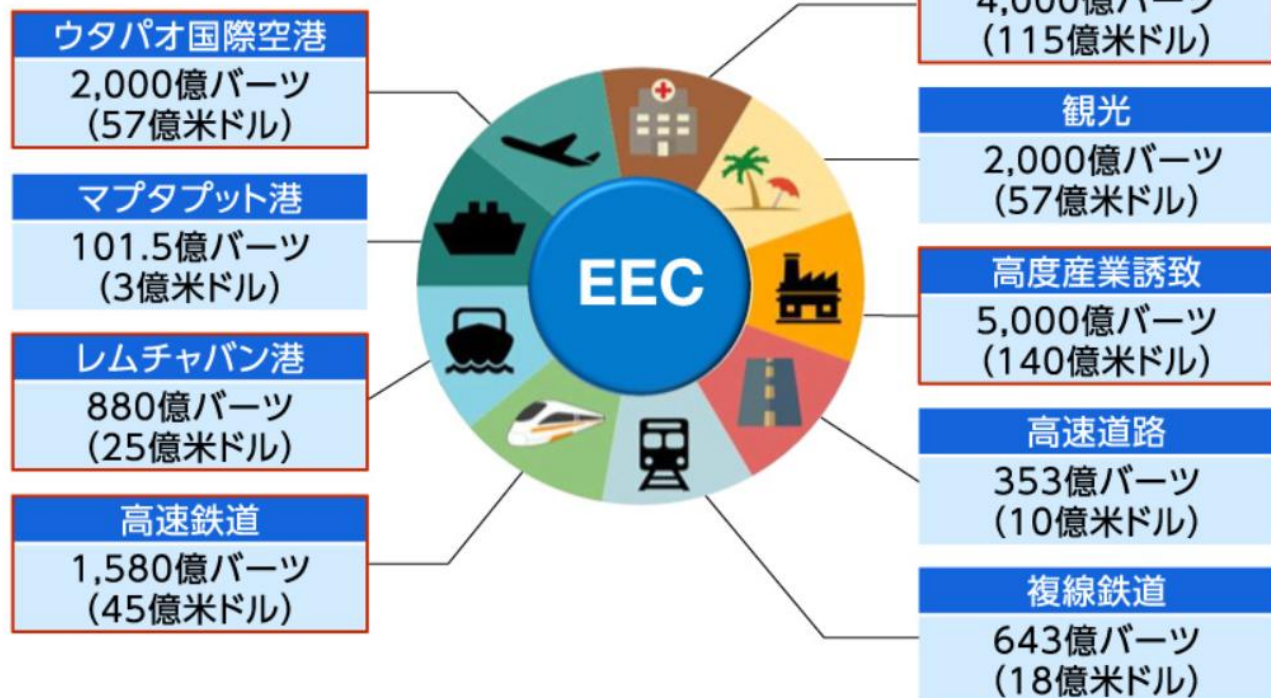 ウタパオ国際空港
2,000億バーツ
(57億米ドル)
マプタプット港
101.5億バーツ
(3億米ドル)
レムチャバン港
880億バーツ
(25億米ドル)
高速鉄道
1,580億バーツ
(45億米ドル)
EEC
4,000億バーツ
(115億米ドル)
観光
2,000億バーツ
(57億米ドル)
高度産業誘致
5,000億バーツ
(140億米ドル)
高速道路
353億バーツ
(10億米ドル)
複線鉄道
643億バーツ
(18億米ドル)